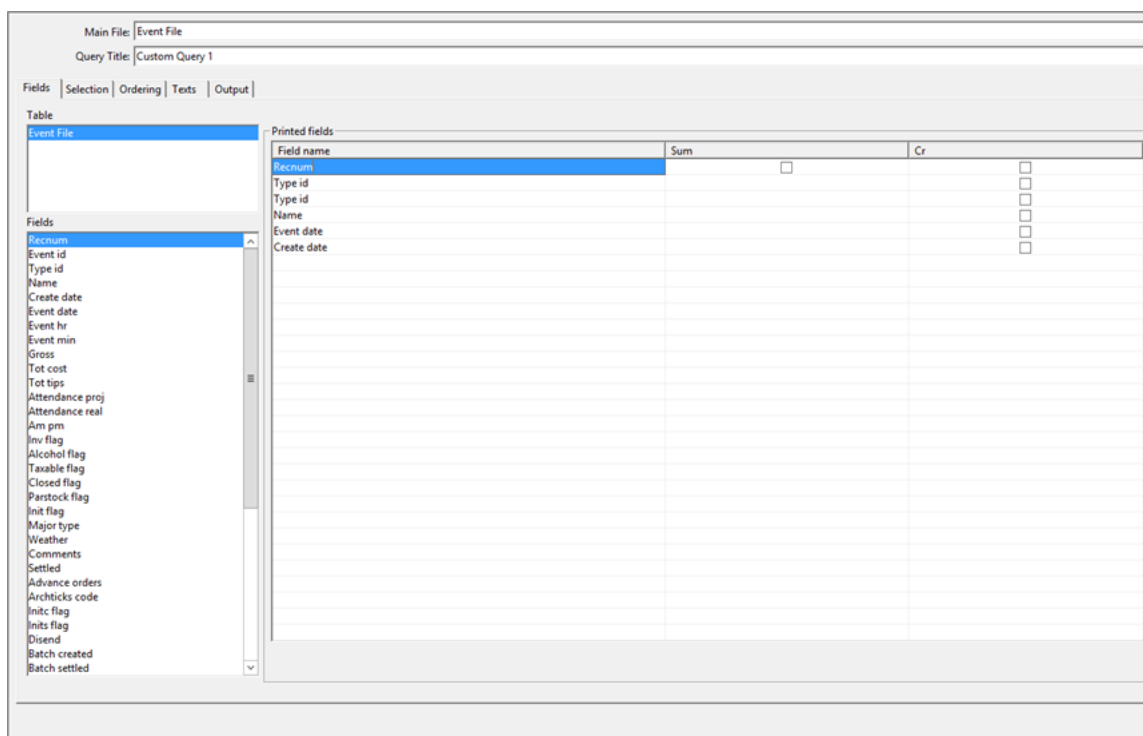 Main File: Event File
Query Title: Custom Query 1
Fields Selection Ordering Texts Output
Table
Event File
Fields
Recnum
Event id
Type id
Name
Create date
Event date
Event hr
Event min
Gross
Tot cost
Tot tips
Attendance proj
Attendance real
Am pm
Inv flag
Alcohol flag
Taxable flag
Closed flag
Parstock flag
Init flag
Major type
Weather
Comments
Settled
Advance orders
Archticks code
Initc flag
Inits flag
Disend
Batch created
Batch settled
Printed fields
Field name Sum Cr
Recnum
Type id
Type id
Name
Event date
Create date